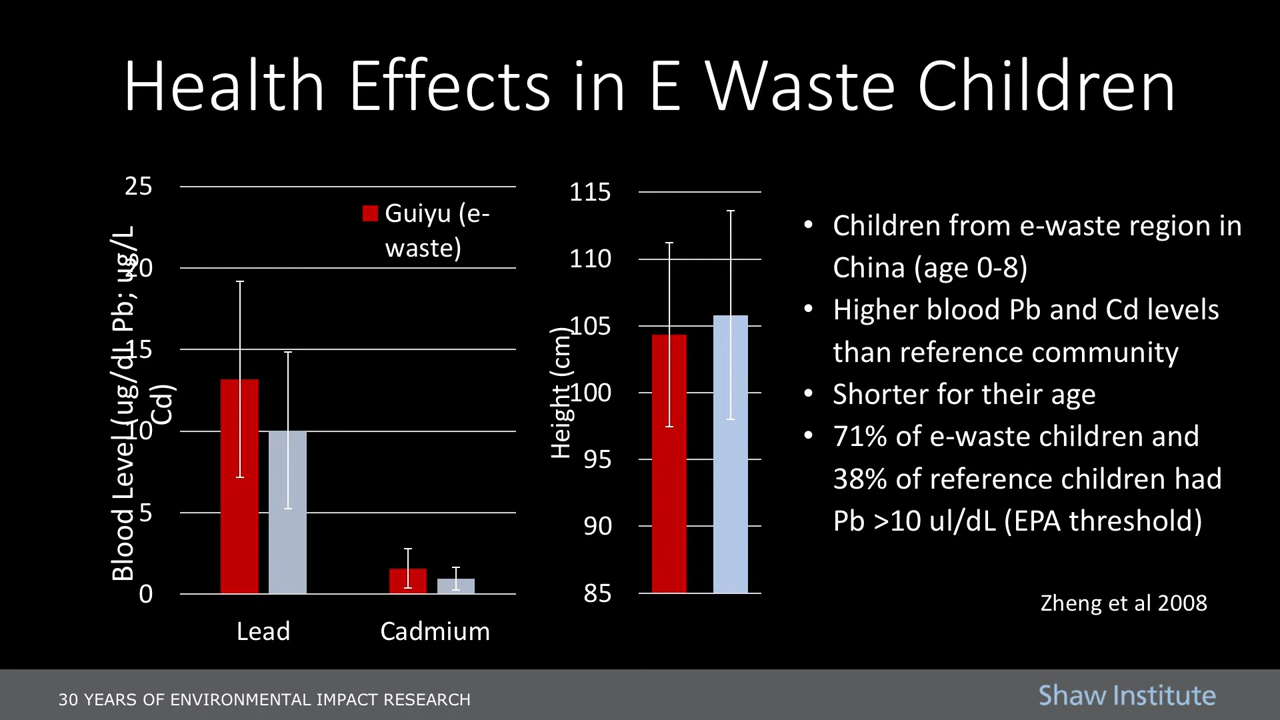 Health Effects in E Waste Children
Blood Level (ug/dL Pb; ug/L
Cd)
25
20
15
10
5
0
Guiyu (e-
waste)
Lead
Cadmium
Height (cm)
115
110
105
100
95
90
85
• Children from e-waste region in
China (age 0-8)
• Higher blood Pb and Cd levels
than reference community
• Shorter for their age
• 71% of e-waste children and
38% of reference children had
Pb >10 ul/dL (EPA threshold)
Zheng et al 2008
30 YEARS OF ENVIRONMENTAL IMPACT RESEARCH
Shaw Institute